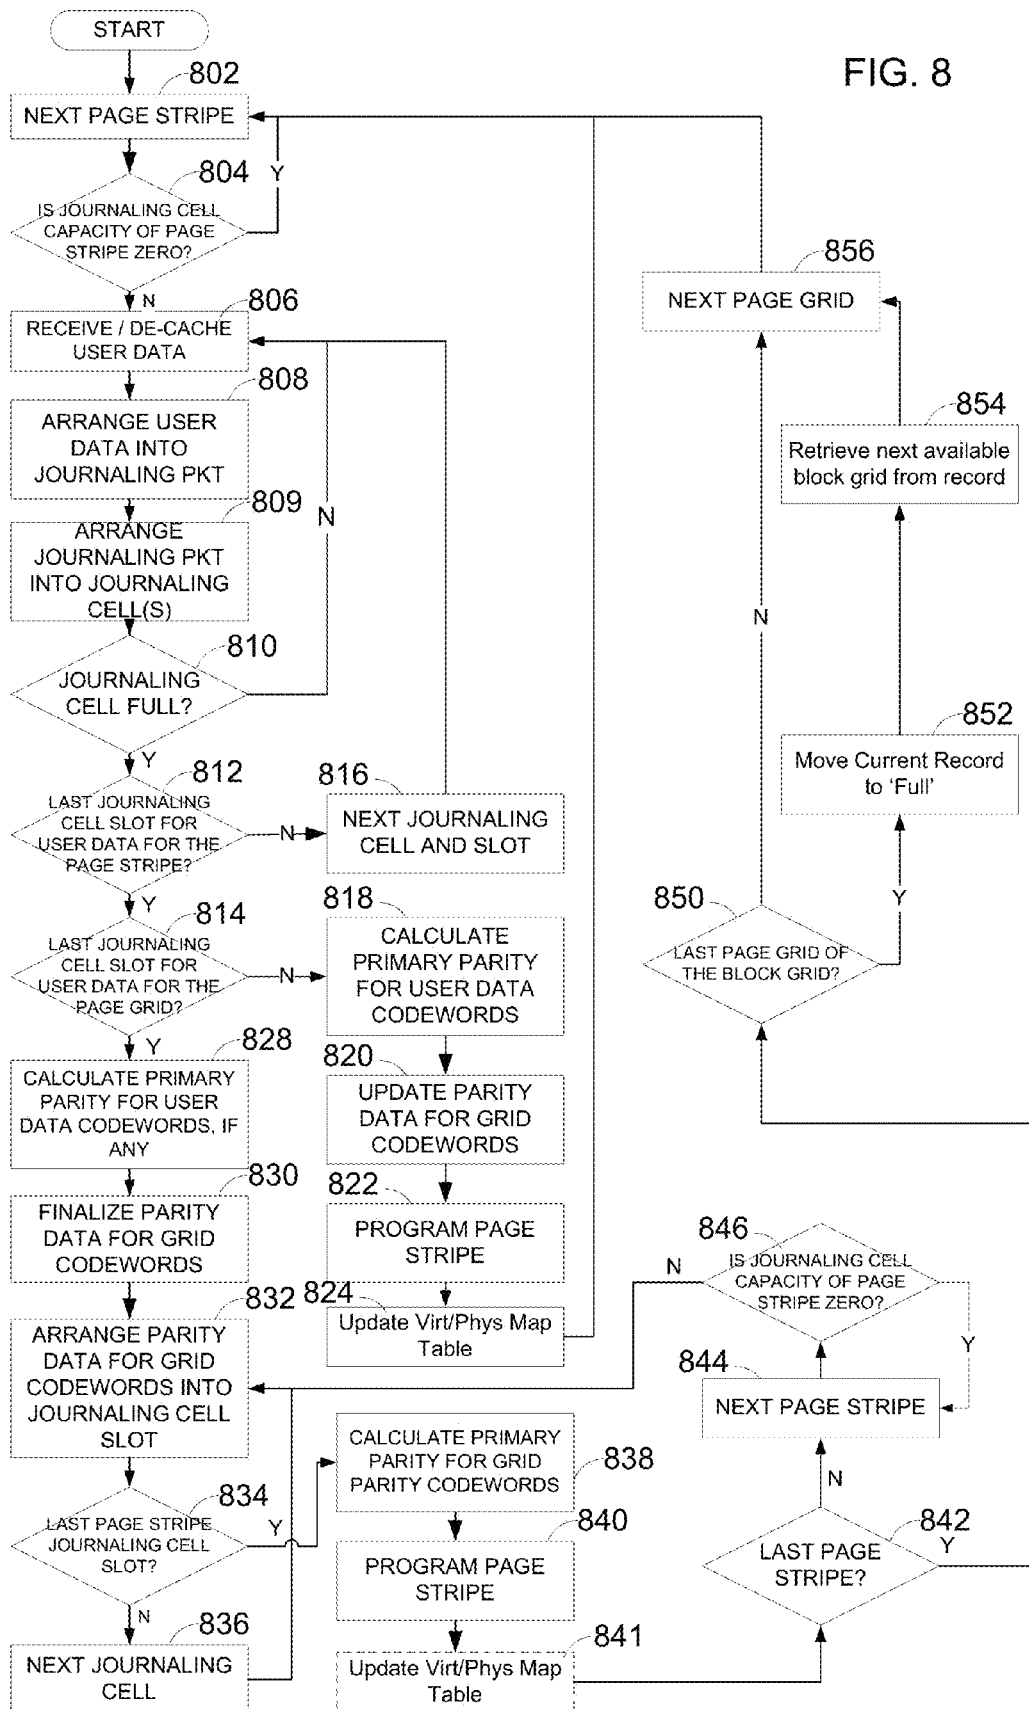 START
FIG. 8
802
NEXT PAGE STRIPE
804
Y
IS JOURNALING CELL
CAPACITY OF PAGE
STRIPE ZERO?
N
806
RECEIVE / DE-CACHE
USER DATA
808
ARRANGE USER
DATA INTO
JOURNALING PKT
809
ARRANGE
JOURNALING PKT
INTO JOURNALING
CELL(S)
N
810
JOURNALING
CELL FULL?
Y
812
LAST JOURNALING
CELL SLOT FOR
USER DATA FOR THE
PAGE STRIPE?
N
816
NEXT JOURNALING
CELL AND SLOT
Y
814
LAST JOURNALING
CELL SLOT FOR
USER DATA FOR THE
PAGE GRID?
N
818
CALCULATE
PRIMARY PARITY
FOR USER DATA
CODEWORDS
820
UPDATE PARITY
DATA FOR GRID
CODEWORDS
822
PROGRAM PAGE
STRIPE
824
Update Virt/Phys Map
Table
Y
828
CALCULATE PRIMARY
PARITY FOR USER
DATA CODEWORDS, IF
ANY
830
FINALIZE PARITY
DATA FOR GRID
CODEWORDS
832
ARRANGE PARITY
DATA FOR GRID
CODEWORDS INTO
JOURNALING CELL
SLOT
834
LAST PAGE STRIPE
JOURNALING CELL
SLOT?
Y
N
836
NEXT JOURNALING
CELL
CALCULATE PRIMARY
PARITY FOR GRID
PARITY CODEWORDS
838
840
PROGRAM PAGE
STRIPE
841
Update Virt/Phys Map
Table
842
LAST PAGE
STRIPE?
Y
N
844
NEXT PAGE STRIPE
846
IS JOURNALING CELL
CAPACITY OF PAGE
STRIPE ZERO?
N
Y
850
LAST PAGE GRID OF
THE BLOCK GRID?
N
Y
852
Move Current Record
to ‘Full’
854
Retrieve next available
block grid from record
856
NEXT PAGE GRID